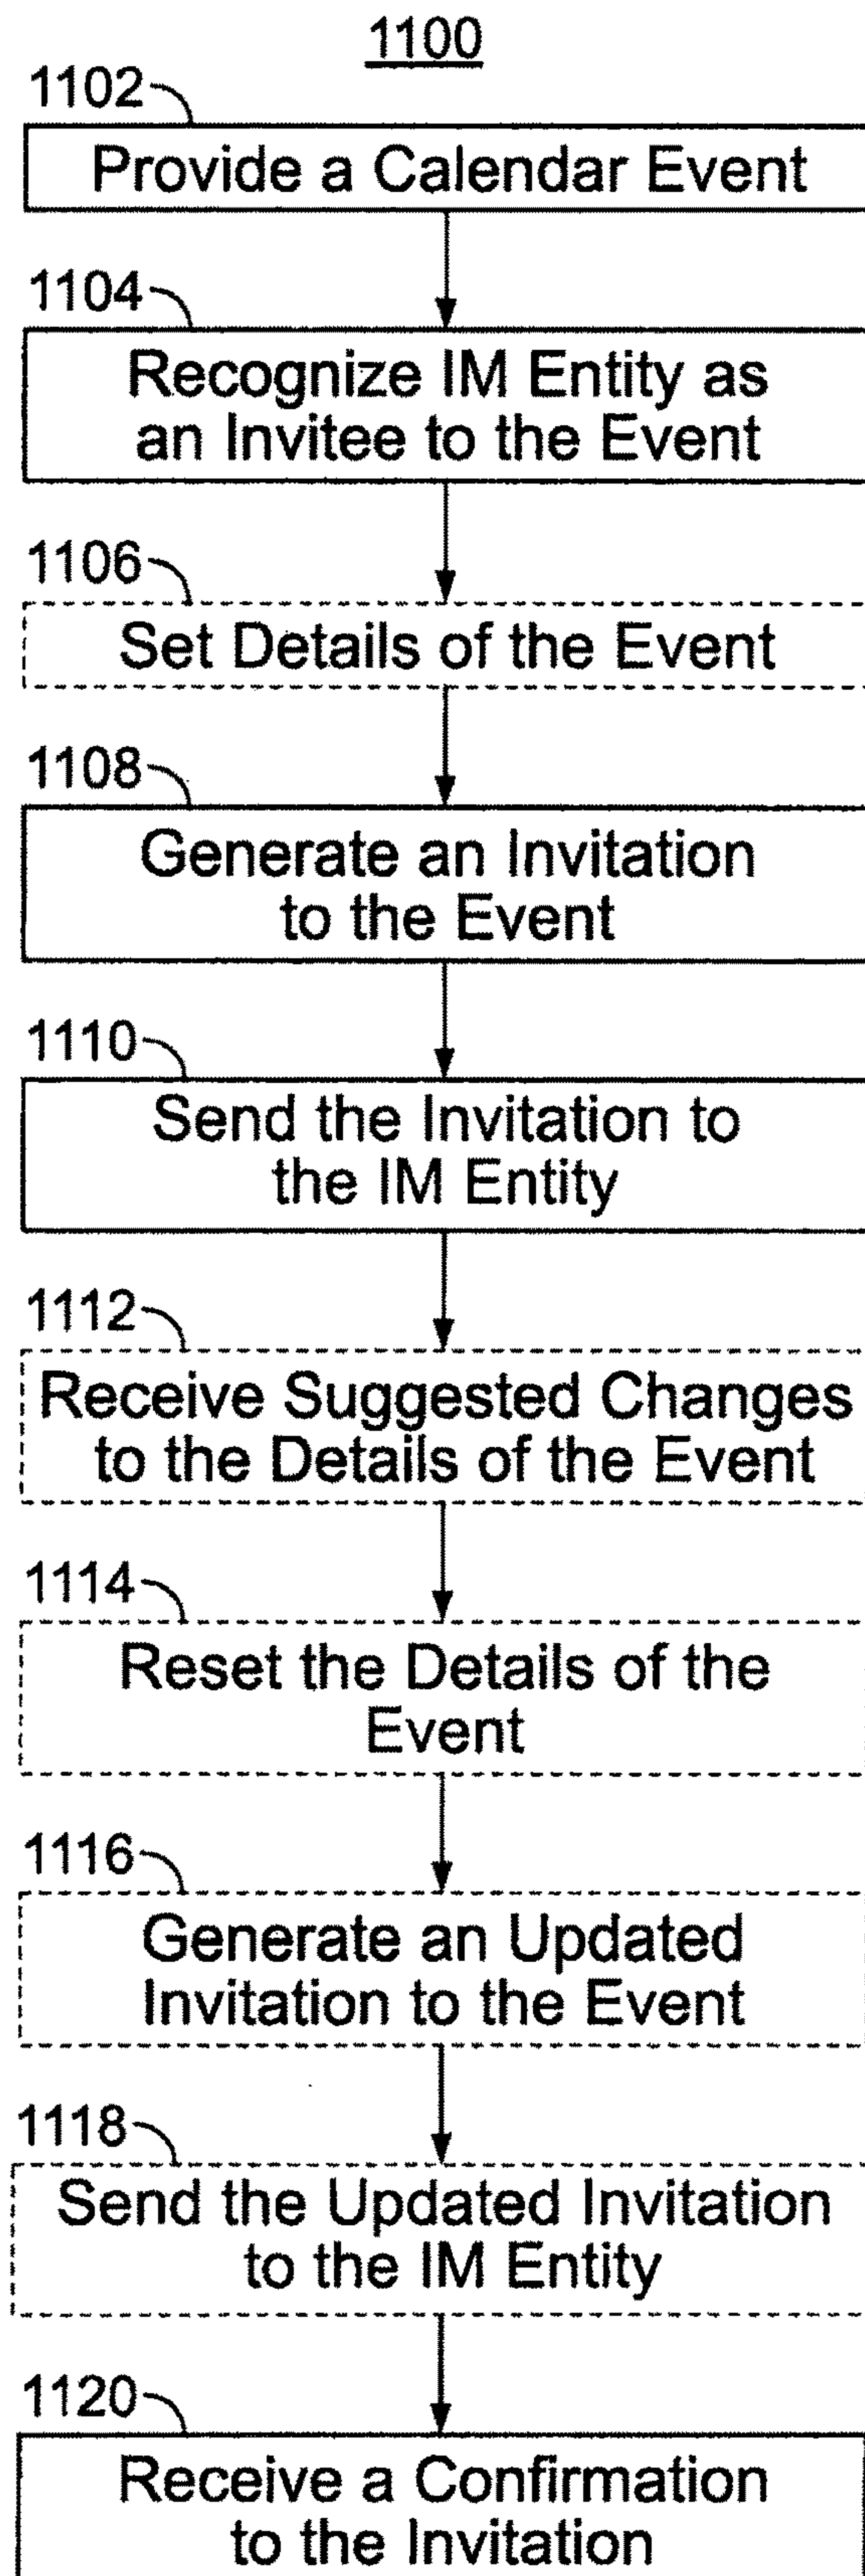 1100
1102
Provide a Calendar Event
1104
Recognize IM Entity as
an Invitee to the Event
1106
Set Details of the Event
1108
Generate an Invitation
to the Event
1110
Send the Invitation to
the IM Entity
1112
Receive Suggested Changes
to the Details of the Event
1114
Reset the Details of the
Event
1116
Generate an Updated
Invitation to the Event
1118
Send the Updated Invitation
to the IM Entity
1120
Receive a Confirmation
to the Invitation